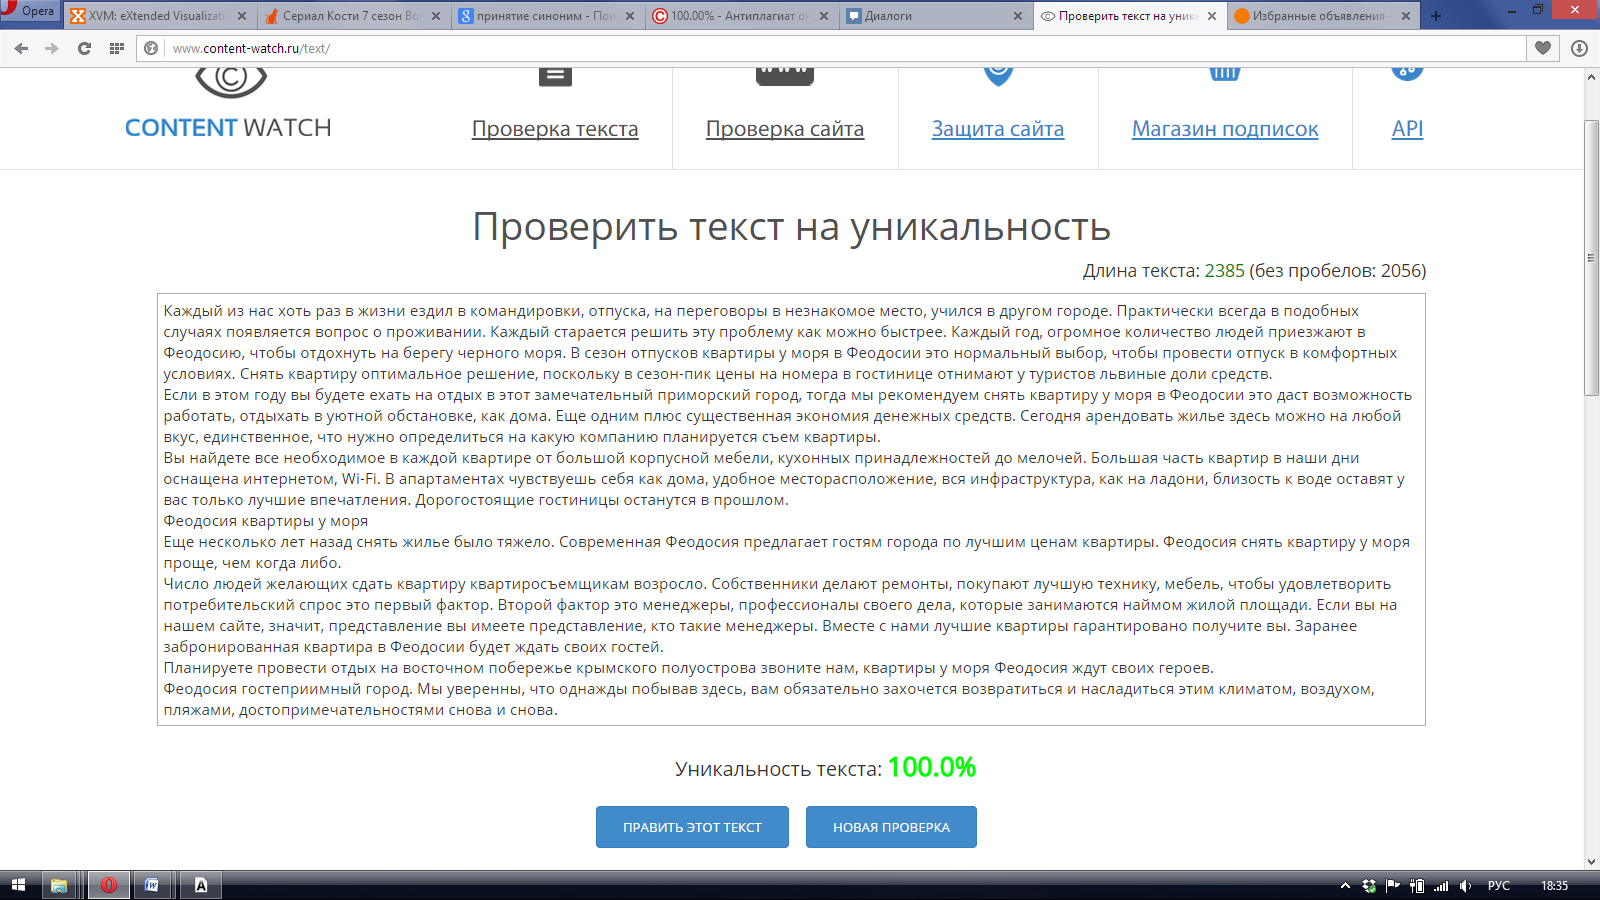 Opera
XVM: eXtended Visualizati
Сериал Кости 7 сезон Bo
принятие синоним - Пои
100.00% - Антиплагиат он
Диалоги
Проверить текст на уника
Избранные объявления -
www.content-watch.ru/text/
CONTENT WATCH
Проверка текста
Проверка сайта
Защита сайта
Магазин подписок
API
Проверить текст на уникальность
Длина текста: 2385 (без пробелов: 2056)
Каждый из нас хоть раз в жизни ездил в командировки, отпуска, на переговоры в незнакомое место, учился в другом городе. Практически всегда в подобных
случаях появляется вопрос о проживании. Каждый старается решить эту проблему как можно быстрее. Каждый год, огромное количество людей приезжают в
Феодосию, чтобы отдохнуть на берегу черного моря. В сезон отпусков квартиры у моря в Феодосии это нормальный выбор, чтобы провести отпуск в комфортных
условиях. Снять квартиру оптимальное решение, поскольку в сезон-пик цены на номера в гостинице отнимают у туристов львиные доли средств.
Если в этом году вы будете ехать на отдых в этот замечательный приморский город, тогда мы рекомендуем снять квартиру у моря в Феодосии это даст возможность
работать, отдыхать в уютной обстановке, как дома. Еще одним плюс существенная экономия денежных средств. Сегодня арендовать жилье здесь можно на любой
вкус, единственное, что нужно определиться на какую компанию планируется съем квартиры.
Вы найдете все необходимое в каждой квартире от большой корпусной мебели, кухонных принадлежностей до мелочей. Большая часть квартир в наши дни
оснащена интернетом, Wi-Fi. В апартаментах чувствуешь себя как дома, удобное месторасположение, вся инфраструктура, как на ладони, близость к воде оставят у
вас только лучшие впечатления. Дорогостоящие гостиницы останутся в прошлом.
Феодосия квартиры у моря
Еще несколько лет назад снять жилье было тяжело. Современная Феодосия предлагает гостям города по лучшим ценам квартиры. Феодосия снять квартиру у моря
проще, чем когда либо.
Число людей желающих сдать квартиру квартиросъемщикам возросло. Собственники делают ремонты, покупают лучшую технику, мебель, чтобы удовлетворить
потребительский спрос это первый фактор. Второй фактор это менеджеры, профессионалы своего дела, которые занимаются наймом жилой площади. Если вы на
нашем сайте, значит, представление вы имеете представление, кто такие менеджеры. Вместе с нами лучшие квартиры гарантировано получите вы. Заранее
забронированная квартира в Феодосии будет ждать своих гостей.
Планируете провести отдых на восточном побережье крымского полуострова звоните нам, квартиры у моря Феодосия ждут своих героев.
Феодосия гостеприимный город. Мы уверенны, что однажды побывав здесь, вам обязательно захочется возвратиться и насладиться этим климатом, воздухом,
пляжами, достопримечательностями снова и снова.
Уникальность текста: 100.0%
ПРАВИТЬ ЭТОТ ТЕКСТ
НОВАЯ ПРОВЕРКА
РУС
18:35